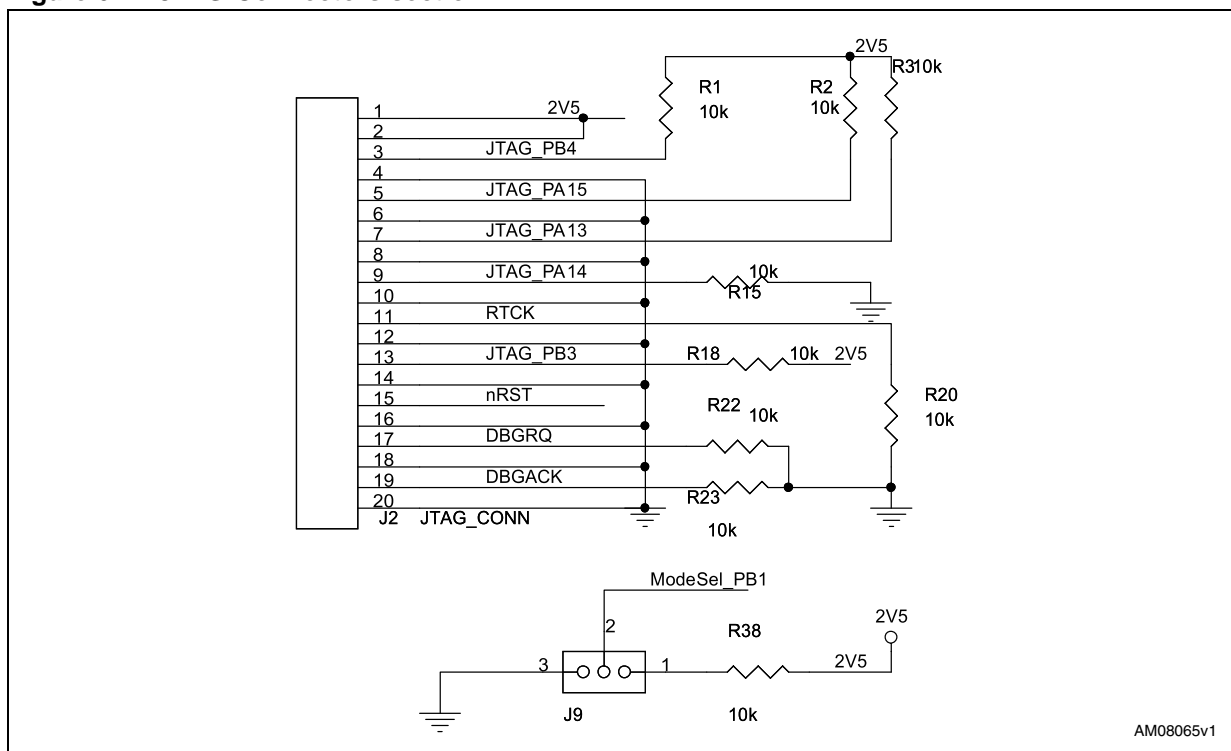 2V5
R1
10k
R2
10k
R310k
1
2V5
2
3
JTAG_PB4
4
5
JTAG_PA15
6
7
JTAG_PA13
8
9
JTAG_PA14
10k
R15
10
11
RTCK
12
13
JTAG_PB3
R18
10k
2V5
14
15
nRST
16
17
DBGRQ
R22
10k
R20
10k
18
19
DBGACK
R23
10k
20
J2
JTAG_CONN
ModeSel_PB1
2
3
1
J9
R38
10k
2V5
2V5
AM08065v1